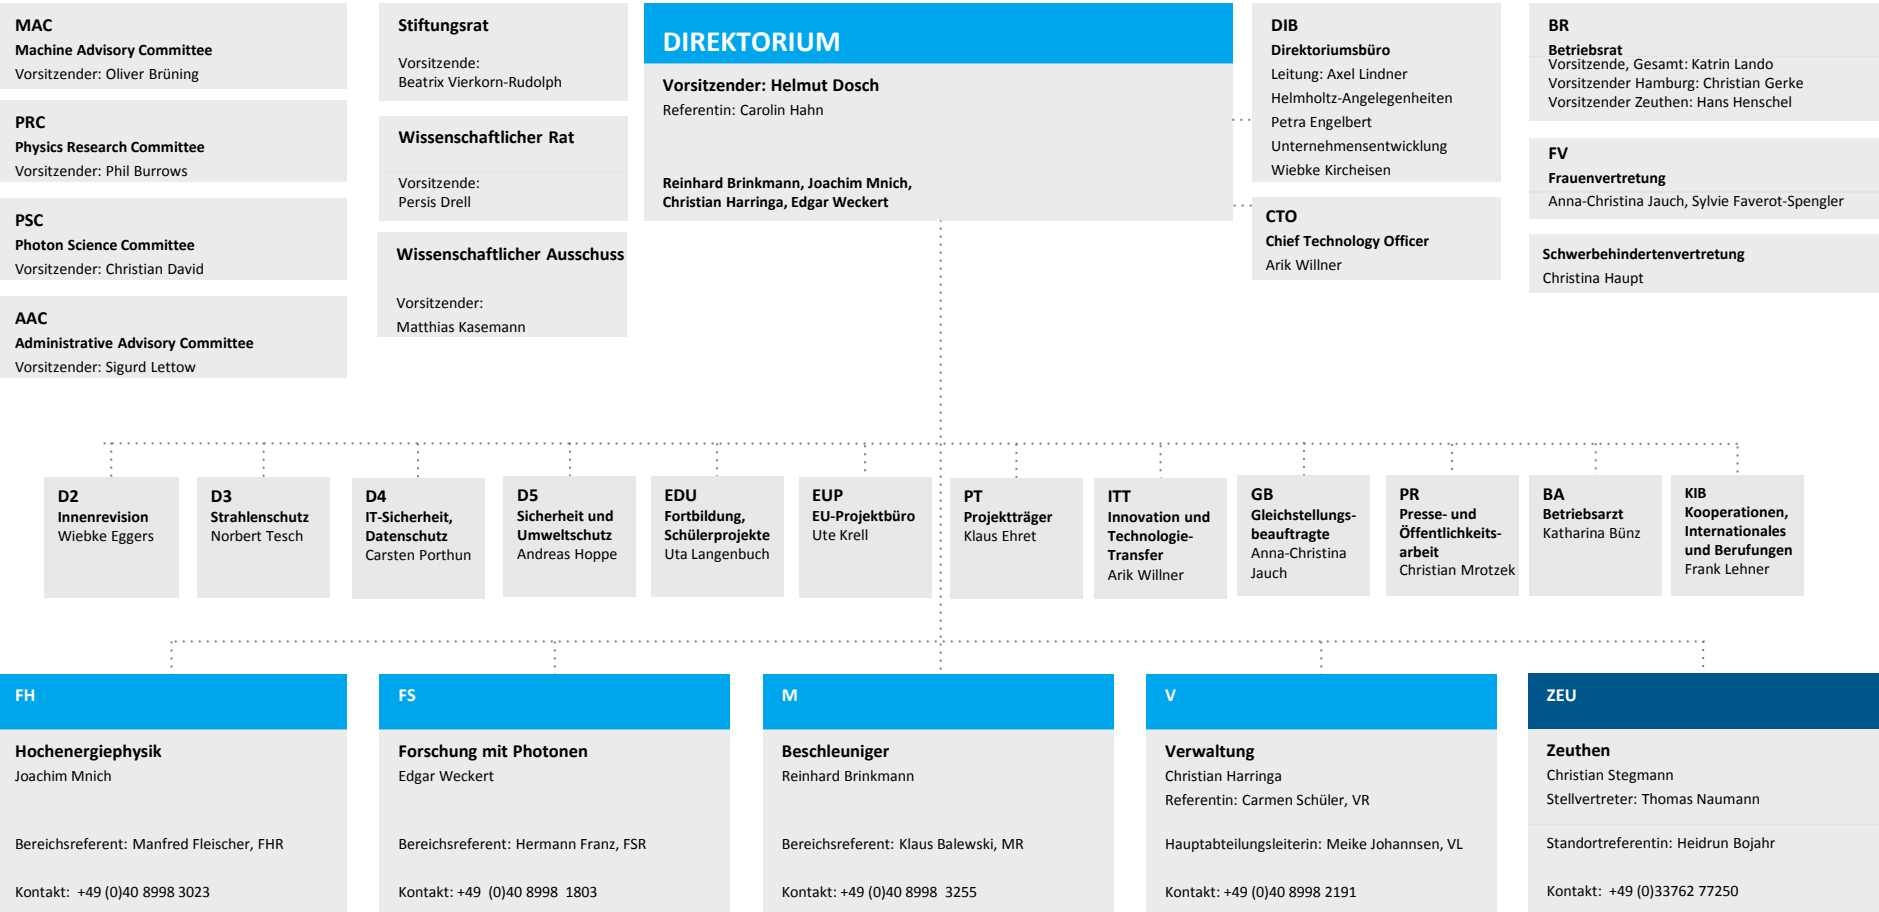 MAC
Machine Advisory Committee
Vorsitzender: Oliver Brüning
PRC
Physics Research Committee
Vorsitzender: Phil Burrows
PSC
Photon Science Committee
Vorsitzender: Christian David
AAC
Administrative Advisory Committee
Vorsitzender: Sigurd Lettow
Stiftungsrat
Vorsitzende:
Beatrix Vierkorn-Rudolph
Wissenschaftlicher Rat
Vorsitzende:
Persis Drell
Wissenschaftlicher Ausschuss
Vorsitzender:
Matthias Kasemann
DIREKTORIUM
Vorsitzender: Helmut Dosch
Referentin: Carolin Hahn
Reinhard Brinkmann, Joachim Mnich,
Christian Harringa, Edgar Weckert
DIB
Direktoriumsbüro
Leitung: Axel Lindner
Helmholtz-Angelegenheiten
Petra Engelbert
Unternehmensentwicklung
Wiebke Kircheisen
CTO
Chief Technology Officer
Arik Willner
BR
Betriebsrat
Vorsitzende, Gesamt: Katrin Lando
Vorsitzender Hamburg: Christian Gerke
Vorsitzender Zeuthen: Hans Henschel
FV
Frauenvertretung
Anna-Christina Jauch, Sylvie Faverot-Spengler
Schwerbehindertenvertretung
Christina Haupt
D2
Innenrevision
Wiebke Eggers
D3
Strahlenschutz
Norbert Tesch
D4
IT-Sicherheit,
Datenschutz
Carsten Porthun
D5
Sicherheit und
Umweltschutz
Andreas Hoppe
EDU
Fortbildung,
Schülerprojekte
Uta Langenbuch
EUP
EU-Projektbüro
Ute Krell
PT
Projektträger
Klaus Ehret
ITT
Innovation und
Technologie-
Transfer
Arik Willner
GB
Gleichstellungs-
beauftragte
Anna-Christina
Jauch
PR
Presse- und
Öffentlichkeits-
arbeit
Christian Mrotzek
BA
Betriebsarzt
Katharina Bünz
KIB
Kooperationen,
Internationales
und Berufungen
Frank Lehner
FH
Hochenergiephysik
Joachim Mnich
Bereichsreferent: Manfred Fleischer, FHR
Kontakt: +49 (0)40 8998 3023
FS
Forschung mit Photonen
Edgar Weckert
Bereichsreferent: Hermann Franz, FSR
Kontakt: +49 (0)40 8998 1803
M
Beschleuniger
Reinhard Brinkmann
Bereichsreferent: Klaus Balewski, MR
Kontakt: +49 (0)40 8998 3255
V
Verwaltung
Christian Harringa
Referentin: Carmen Schüler, VR
Hauptabteilungsleiterin: Meike Johannsen, VL
Kontakt: +49 (0)40 8998 2191
ZEU
Zeuthen
Christian Stegmann
Stellvertreter: Thomas Naumann
Standortreferentin: Heidrun Bojahr
Kontakt: +49 (0)33762 77250